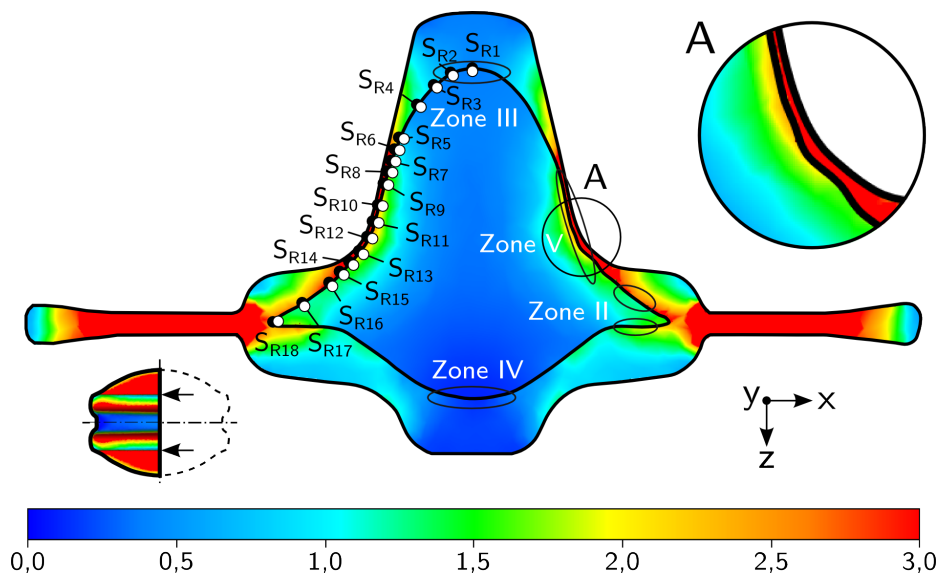 A
S_R1
S_R2
S_R3
S_R4
Zone III
S_R5
S_R6
S_R7
S_R8
A
S_R9
S_R10
S_R11
S_R12
Zone V
S_R13
S_R14
S_R15
S_R16
Zone II
S_R17
S_R18
Zone IV
y x
z
0,0 0,5 1,0 1,5 2,0 2,5 3,0